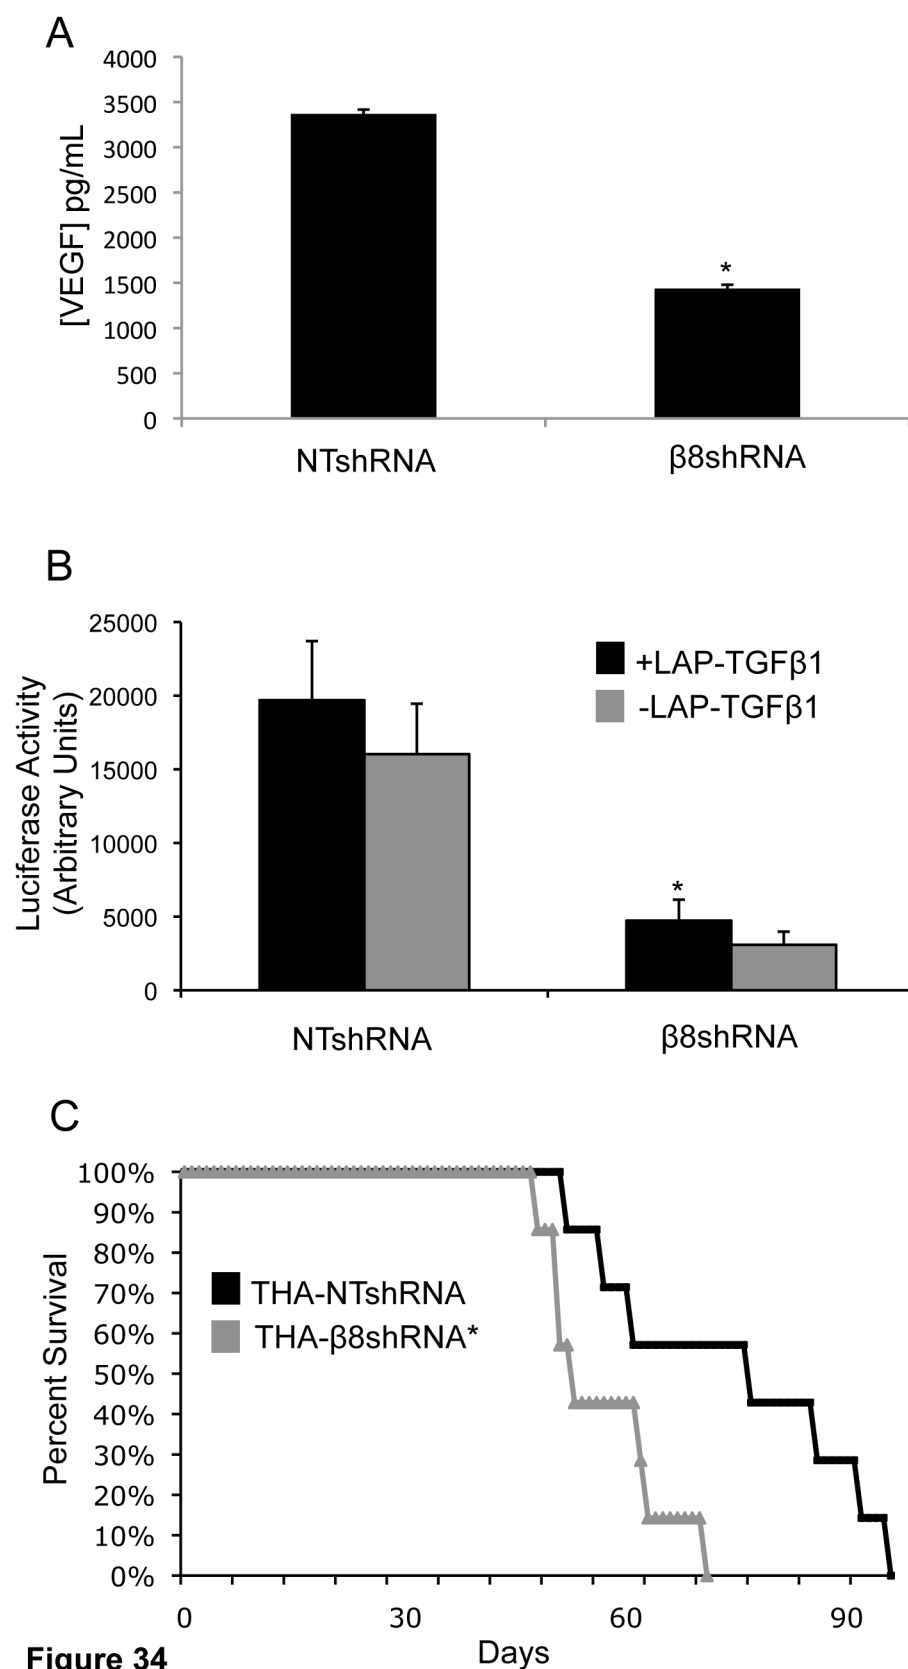 A
4000
3500
3000
2500
2000
1500
1000
500
0
[VEGF] pg/mL
*
NTshRNA
β8shRNA
B
25000
20000
15000
10000
5000
0
Luciferase Activity
(Arbitrary Units)
+LAP-TGFβ1
-LAP-TGFβ1
*
NTshRNA
β8shRNA
C
100%
90%
80%
70%
60%
50%
40%
30%
20%
10%
0%
Percent Survival
THA-NTshRNA
THA-β8shRNA*
0 30 60 90
Days
Figure 34